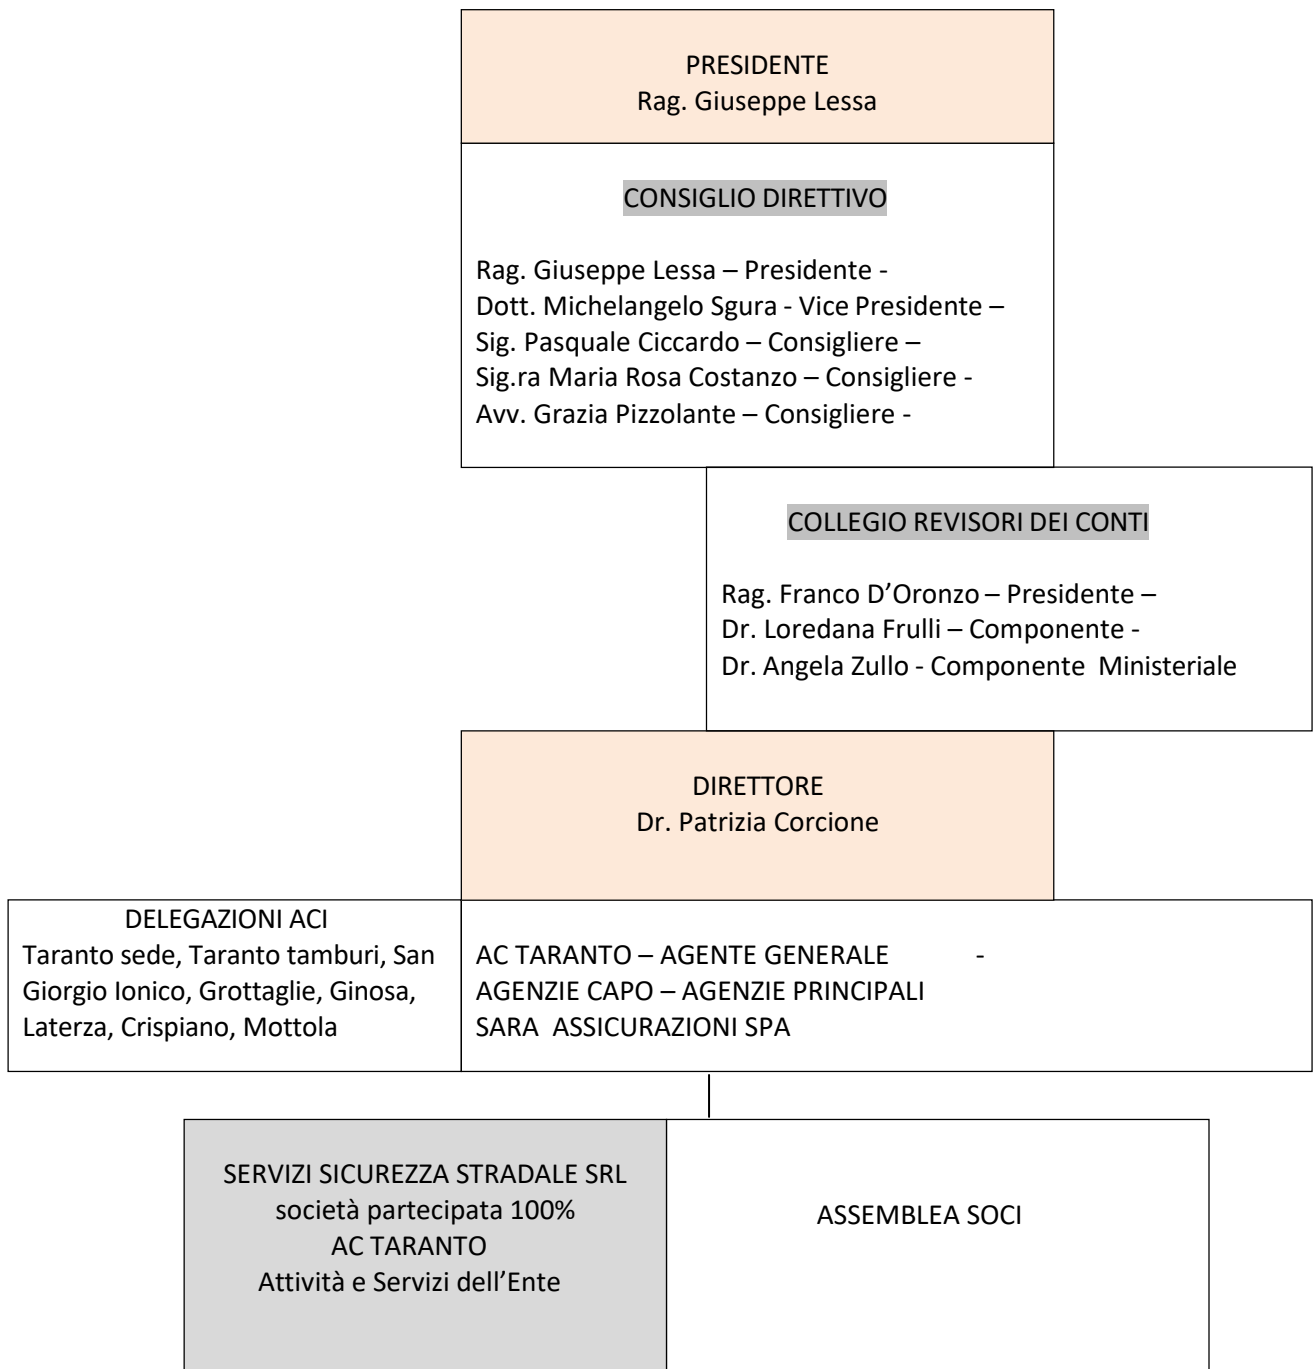 PRESIDENTE
Rag. Giuseppe Lessa
CONSIGLIO DIRETTIVO
Rag. Giuseppe Lessa – Presidente -
Dott. Michelangelo Sgura - Vice Presidente –
Sig. Pasquale Ciccardo – Consigliere –
Sig.ra Maria Rosa Costanzo – Consigliere -
Avv. Grazia Pizzolante – Consigliere -
COLLEGIO REVISORI DEI CONTI
Rag. Franco D’Oronzo – Presidente –
Dr. Loredana Frulli – Componente -
Dr. Angela Zullo - Componente Ministeriale
DIRETTORE
Dr. Patrizia Corcione
DELEGAZIONI ACI
Taranto sede, Taranto tamburi, San
Giorgio Ionico, Grottaglie, Ginosa,
Laterza, Crispiano, Mottola
AC TARANTO – AGENTE GENERALE -
AGENZIE CAPO – AGENZIE PRINCIPALI
SARA ASSICURAZIONI SPA
SERVIZI SICUREZZA STRADALE SRL
società partecipata 100%
AC TARANTO
Attività e Servizi dell’Ente
ASSEMBLEA SOCI